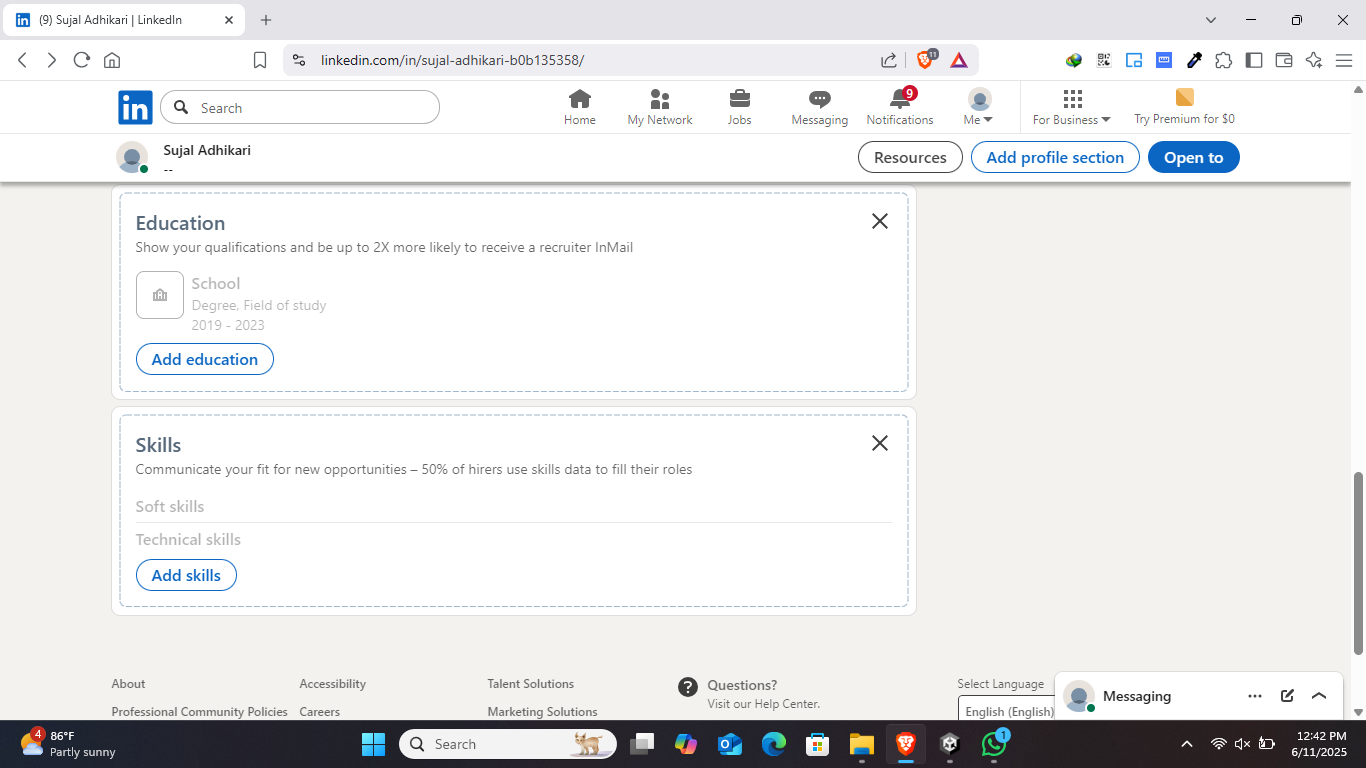 (9) Sujal Adhikari | LinkedIn
linkedin.com/in/sujal-adhikari-b0b135358/
11
in
Search
Home
My Network
Jobs
Messaging
9
Notifications
Me
For Business
Try Premium for $0
Sujal Adhikari
--
Resources
Add profile section
Open to
Education
Show your qualifications and be up to 2X more likely to receive a recruiter InMail
School
Degree, Field of study
2019 - 2023
Add education
Skills
Communicate your fit for new opportunities – 50% of hirers use skills data to fill their roles
Soft skills
Technical skills
Add skills
About
Accessibility
Talent Solutions
Questions?
Visit our Help Center.
Select Language
Professional Community Policies
Careers
Marketing Solutions
English (English)
Messaging
4
86°F
Partly sunny
Search
1
12:42 PM
6/11/2025